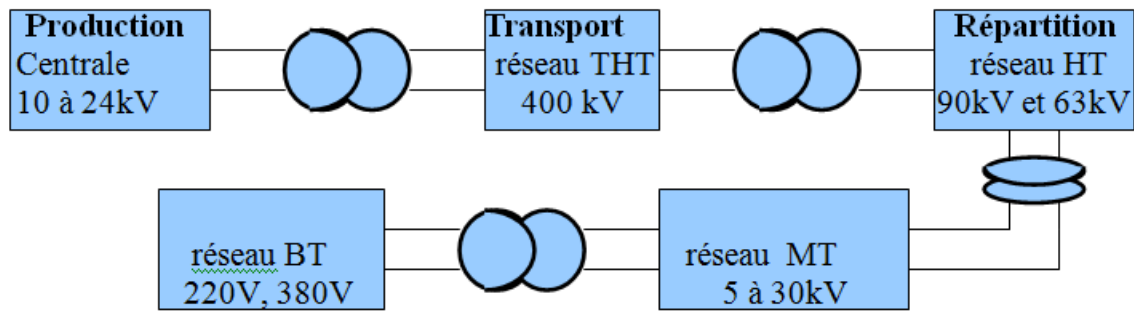 Production
Centrale
10 à 24kV
Transport
réseau THT
400 kV
Répartition
réseau HT
90kV et 63kV
réseau BT
220V, 380V
réseau MT
5 à 30kV